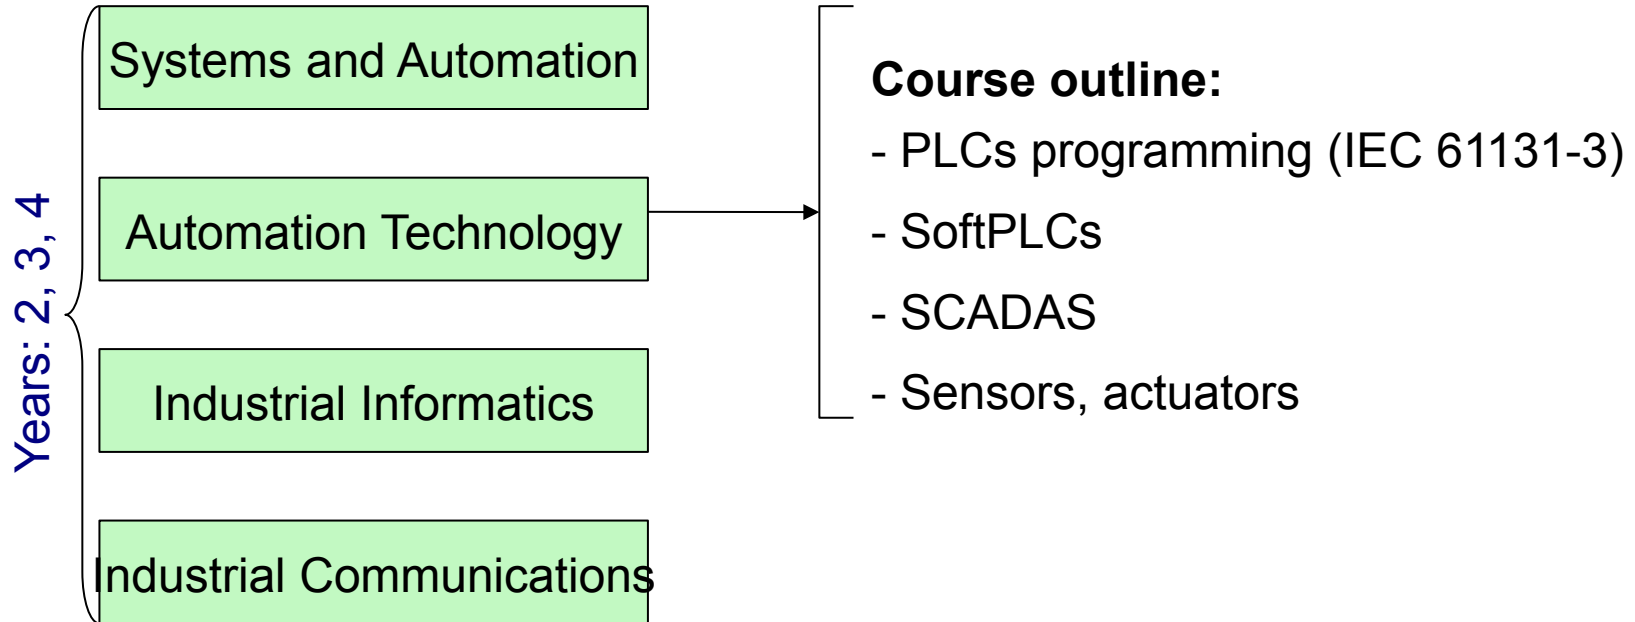 Years: 2, 3, 4
Systems and Automation
Automation Technology
Industrial Informatics
Industrial Communications
Course outline:
- PLCs programming (IEC 61131-3)
- SoftPLCs
- SCADAS
- Sensors, actuators